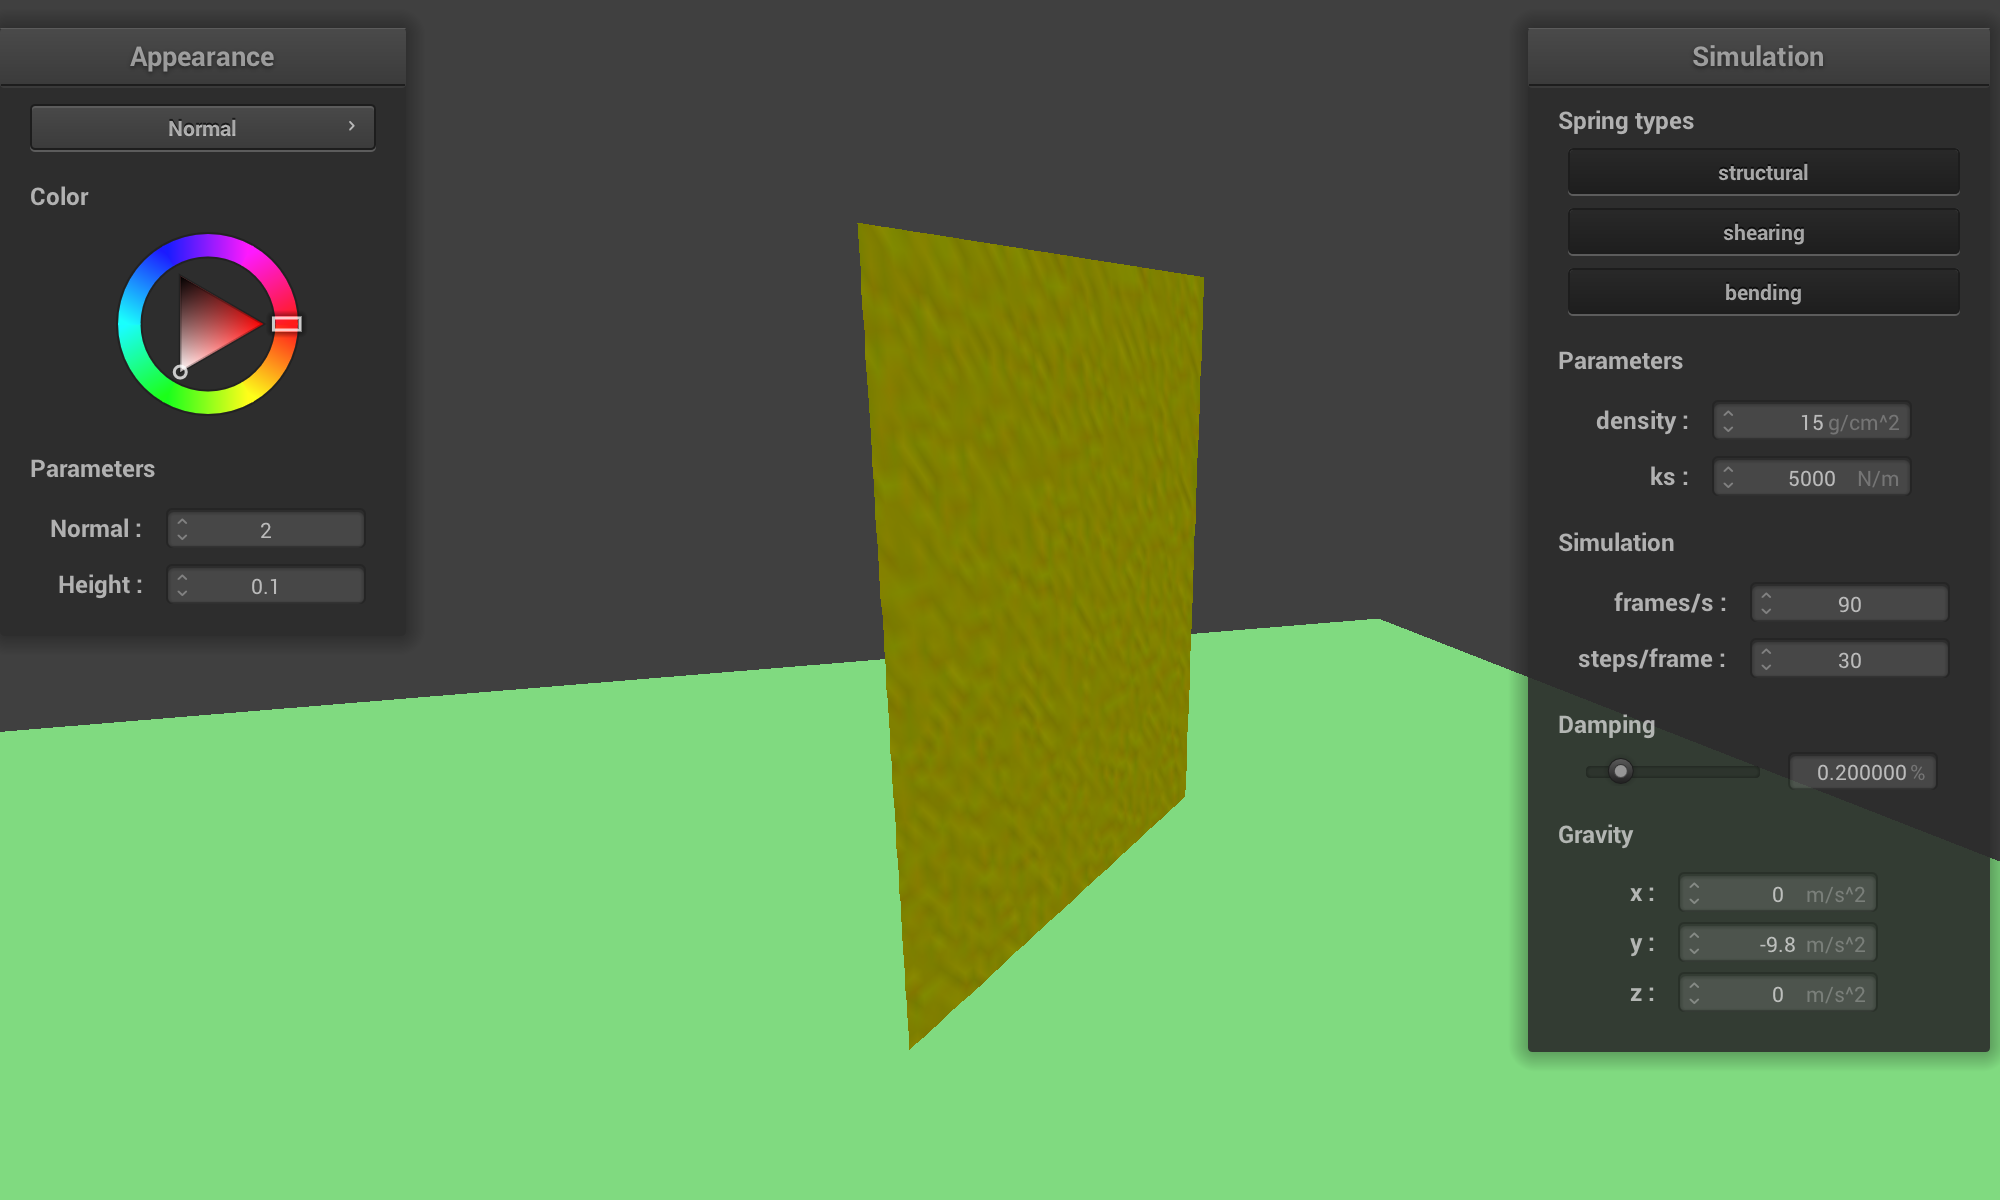 Appearance
Normal
Color
Parameters
Normal : 2
Height : 0.1
Simulation
Spring types
structural
shearing
bending
Parameters
density : 15 g/cm^2
ks : 5000 N/m
Simulation
frames/s : 90
steps/frame : 30
Damping
0.200000 %
Gravity
x : 0 m/s^2
y : -9.8 m/s^2
z : 0 m/s^2